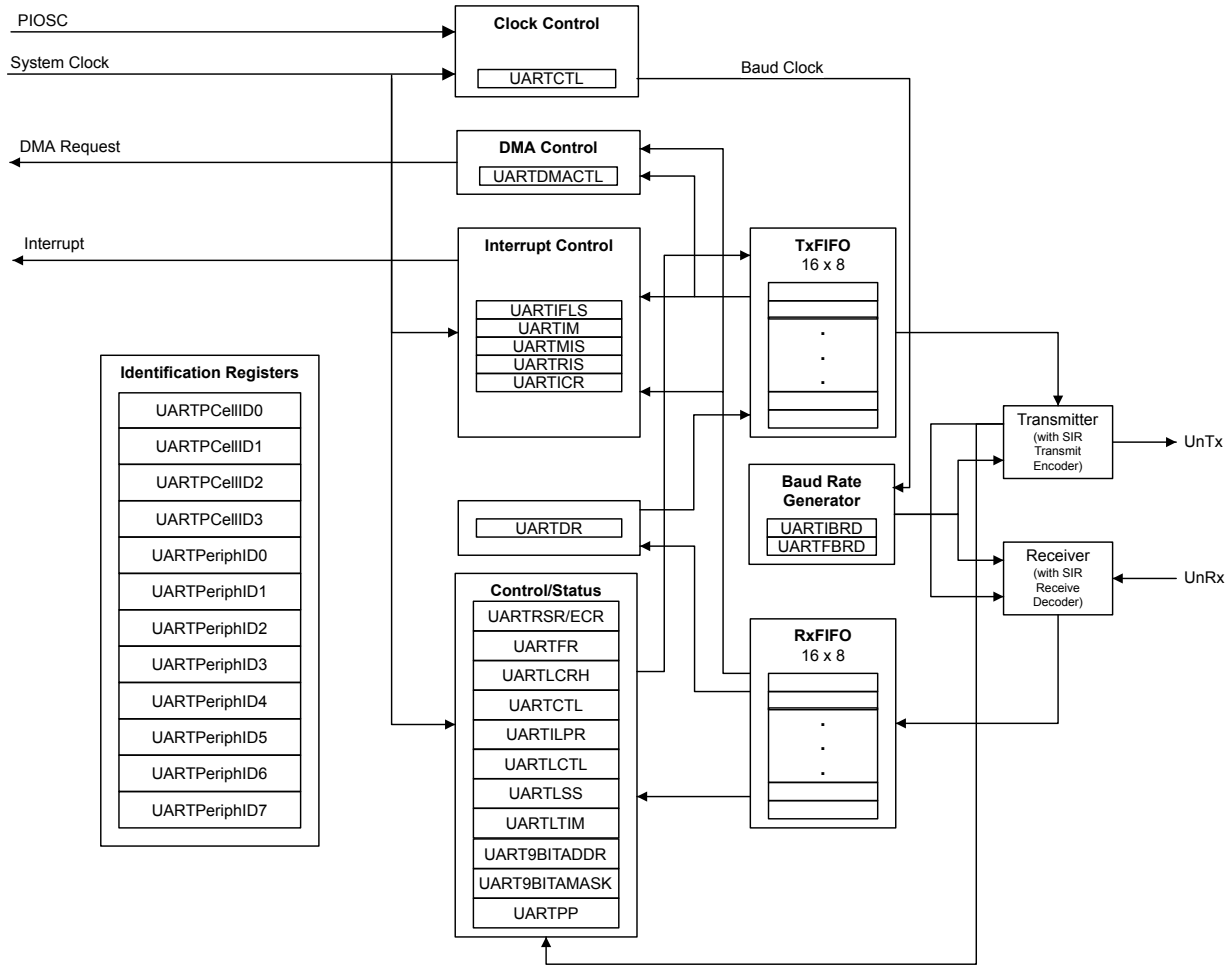 PIOSC
System Clock
Clock Control
UARTCTL
Baud Clock
DMA Request
DMA Control
UARTDMACTL
Interrupt
Interrupt Control
UARTIFLS
UARTIM
UARTMIS
UARTRIS
UARTICR
TxFIFO
16 x 8
.
.
.
Identification Registers
UARTPCellID0
UARTPCellID1
UARTPCellID2
UARTPCellID3
UARTPeriphID0
UARTPeriphID1
UARTPeriphID2
UARTPeriphID3
UARTPeriphID4
UARTPeriphID5
UARTPeriphID6
UARTPeriphID7
Transmitter
(with SIR
Transmit
Encoder)
UnTx
Baud Rate
Generator
UARTIBRD
UARTFBRD
UARTDR
Receiver
(with SIR
Receive
Decoder)
UnRx
Control/Status
UARTRSR/ECR
UARTFR
UARTLCRH
UARTCTL
UARTILPR
UARTLCTL
UARTLSS
UARTLTIM
UART9BITADDR
UART9BITAMASK
UARTPP
RxFIFO
16 x 8
.
.
.